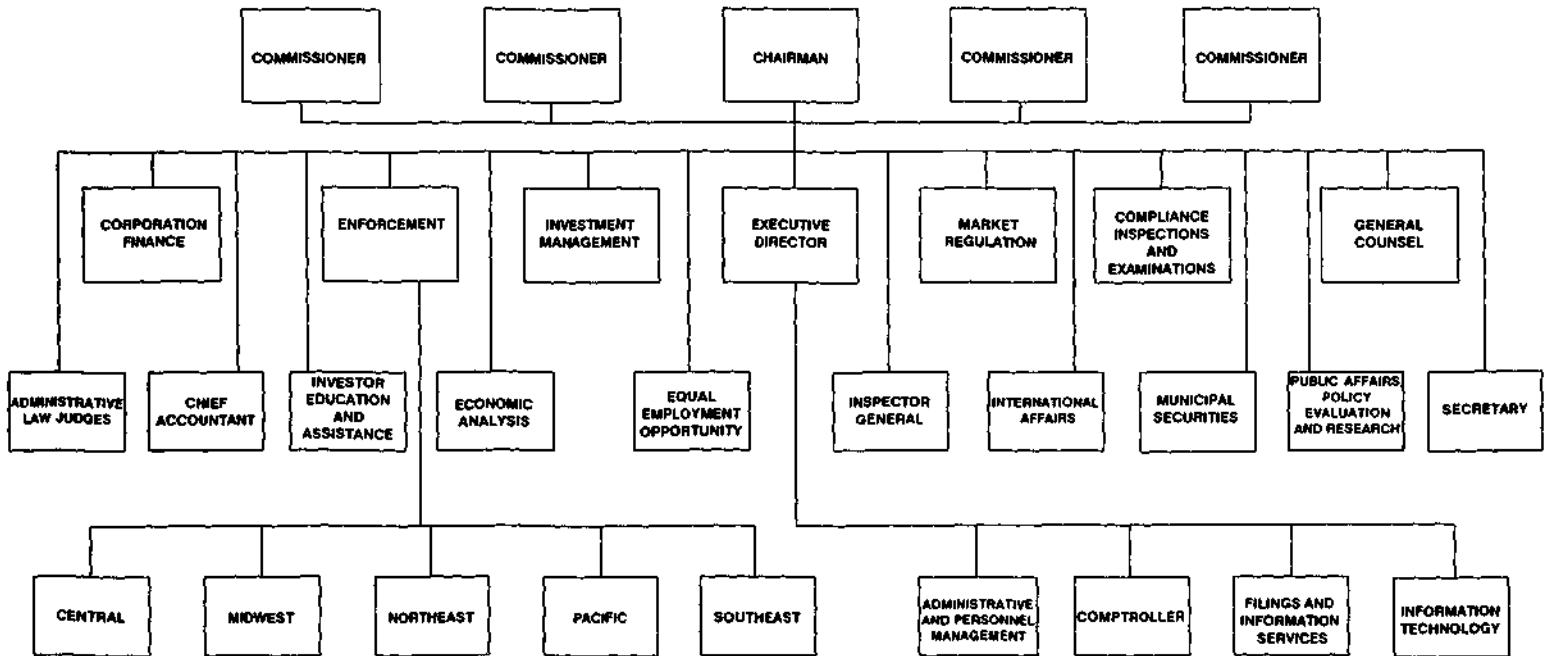 COMMISSIONER
COMMISSIONER
CHAIRMAN
COMMISSIONER
COMMISSIONER
CORPORATION
FINANCE
ENFORCEMENT
INVESTMENT
MANAGEMENT
EXECUTIVE
DIRECTOR
MARKET
REGULATION
COMPLIANCE
INSPECTIONS
AND
EXAMINATIONS
GENERAL
COUNSEL
ADMINISTRATIVE
LAW JUDGES
CHIEF
ACCOUNTANT
INVESTOR
EDUCATION
AND
ASSISTANCE
ECONOMIC
ANALYSIS
EQUAL
EMPLOYMENT
OPPORTUNITY
INSPECTOR
GENERAL
INTERNATIONAL
AFFAIRS
MUNICIPAL
SECURITIES
PUBLIC AFFAIRS,
POLICY
EVALUATION
AND RESEARCH
SECRETARY
CENTRAL
MIDWEST
NORTHEAST
PACIFIC
SOUTHEAST
ADMINISTRATIVE
AND PERSONNEL
MANAGEMENT
COMPTROLLER
FILINGS AND
INFORMATION
SERVICES
INFORMATION
TECHNOLOGY